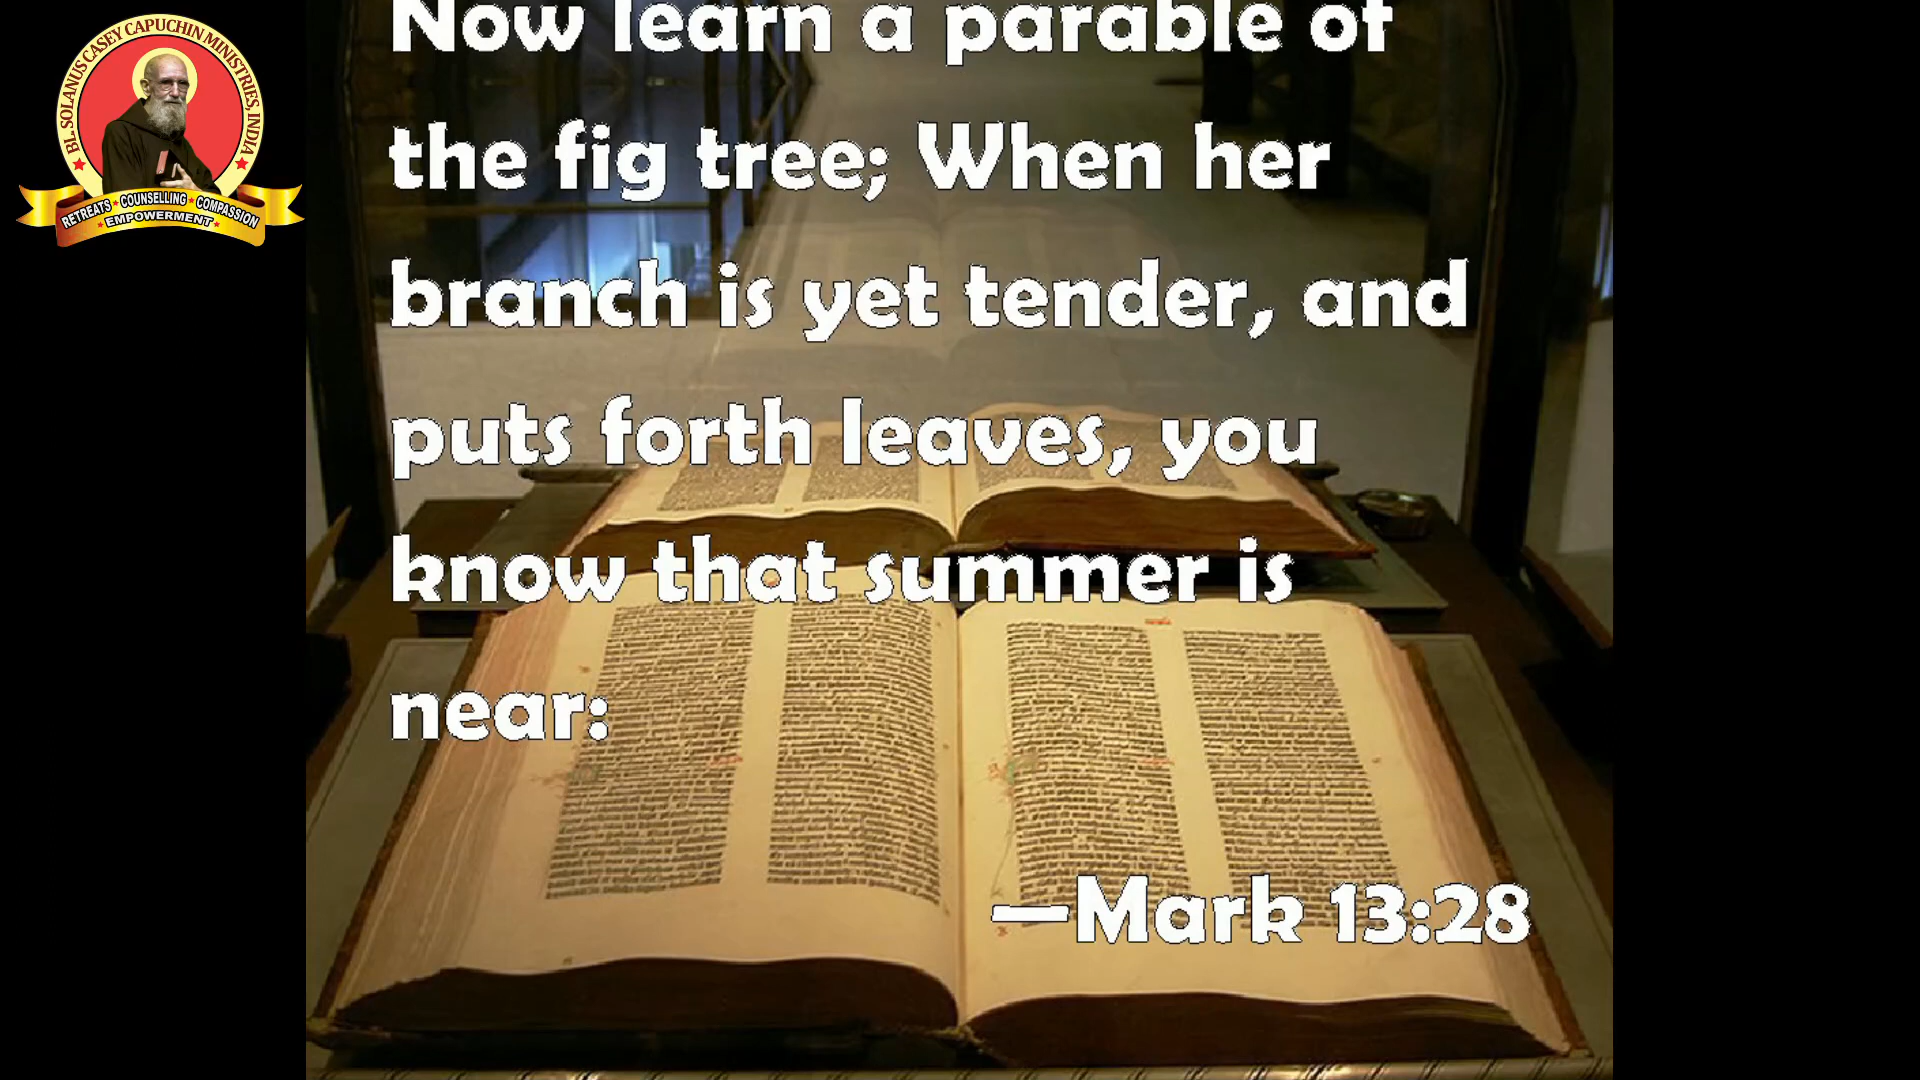 BL. SOLANUS CASEY CAPUCHIN MINISTRIES, INDIA
RETREATS COUNSELLING COMPASSION
EMPOWERMENT
Now learn a parable of
the fig tree; When her
branch is yet tender, and
puts forth leaves, you
know that summer is
near:
—Mark 13:28